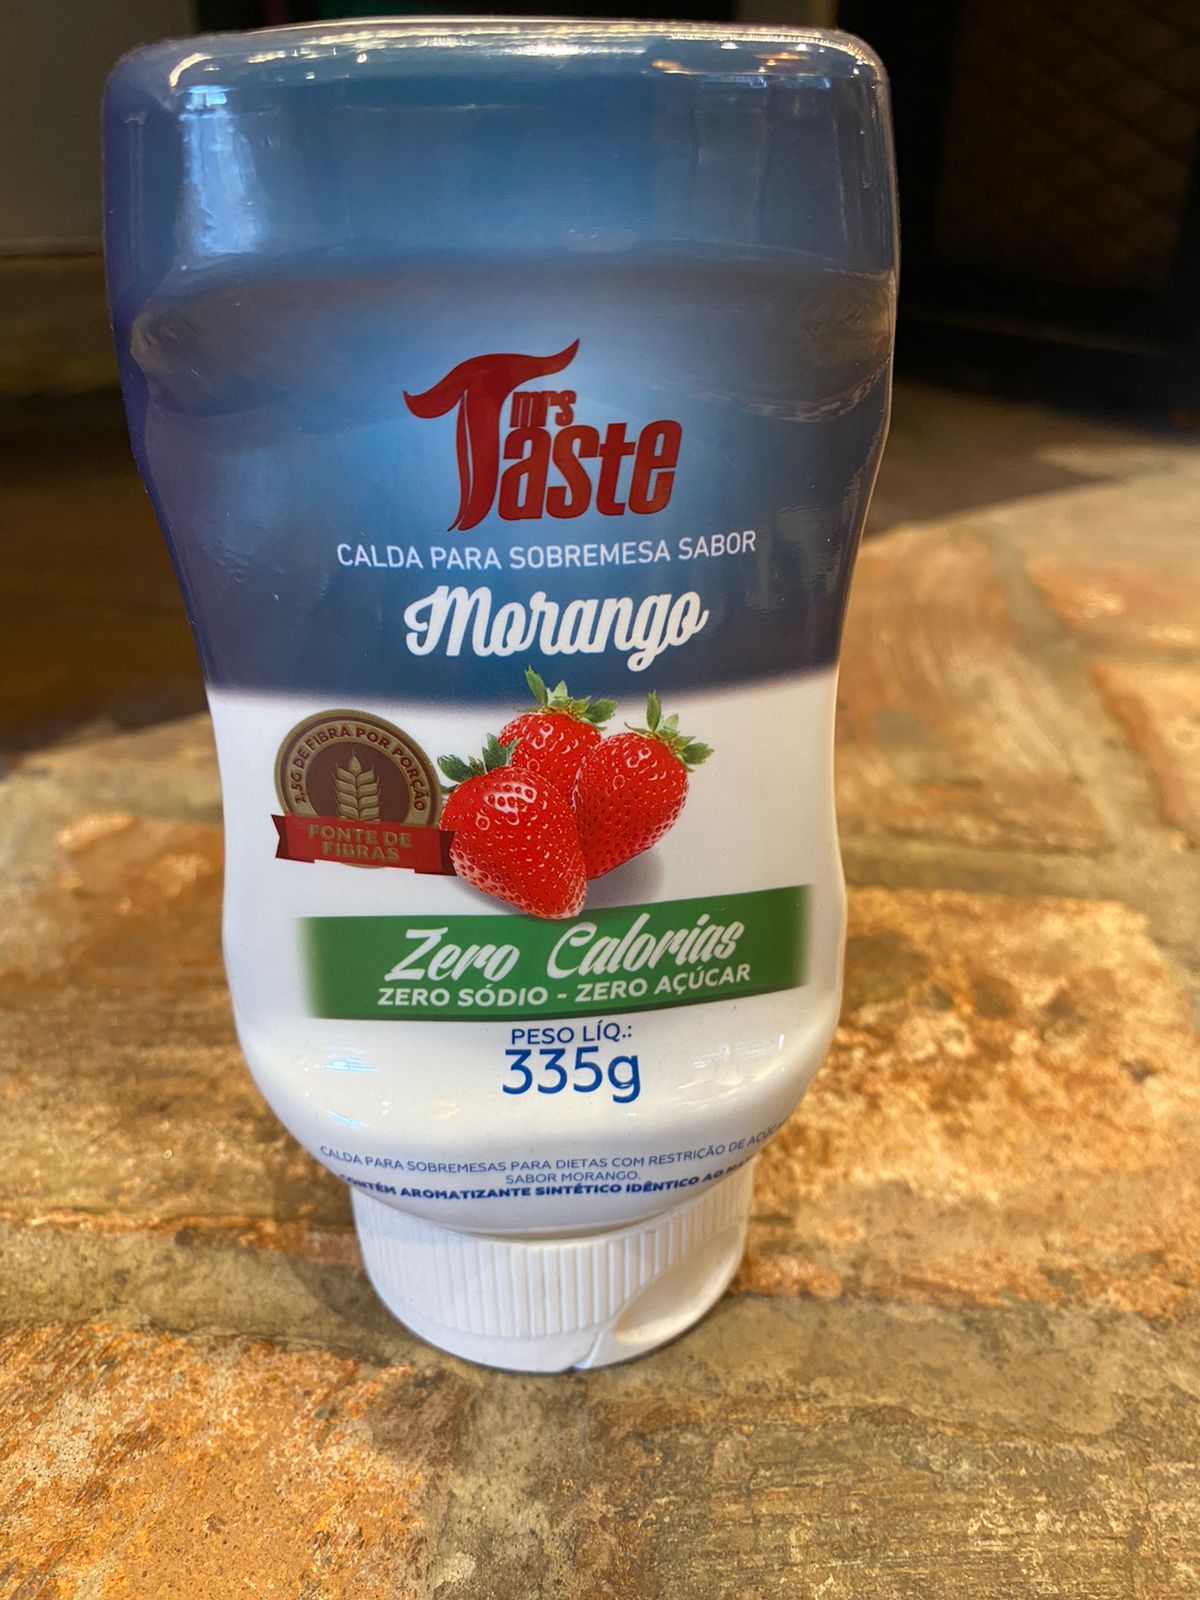 mrs
Taste
CALDA PARA SOBREMESA SABOR
Morango
2,5G DE FIBRA POR PORÇÃO
FONTE DE
FIBRAS
Zero Calorias
ZERO SÓDIO - ZERO AÇÚCAR
PESO LÍQ.:
335g
CALDA PARA SOBREMESAS PARA DIETAS COM RESTRIÇÃO DE
SABOR MORANGO.
CONTÉM AROMATIZANTE SINTÉTICO IDÊNTICO AO